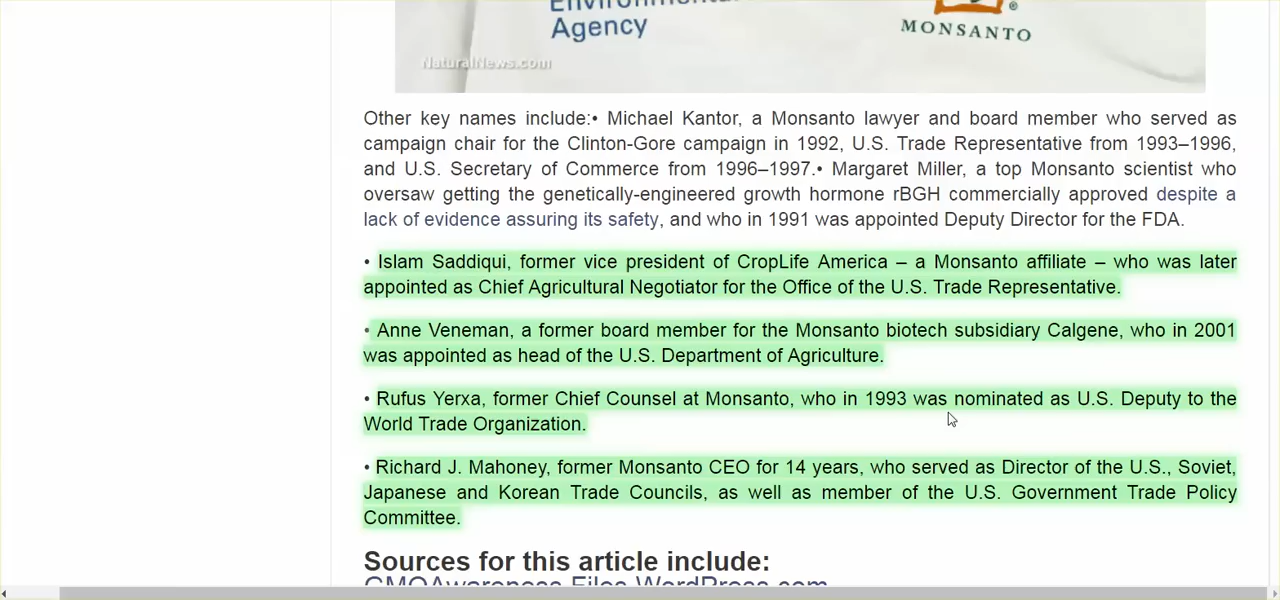 Agency
MONSANTO
®
NaturalNews.com
Other key names include:• Michael Kantor, a Monsanto lawyer and board member who served as
campaign chair for the Clinton-Gore campaign in 1992, U.S. Trade Representative from 1993–1996,
and U.S. Secretary of Commerce from 1996–1997.• Margaret Miller, a top Monsanto scientist who
oversaw getting the genetically-engineered growth hormone rBGH commercially approved despite a
lack of evidence assuring its safety, and who in 1991 was appointed Deputy Director for the FDA.
• Islam Saddiqui, former vice president of CropLife America – a Monsanto affiliate – who was later
appointed as Chief Agricultural Negotiator for the Office of the U.S. Trade Representative.
• Anne Veneman, a former board member for the Monsanto biotech subsidiary Calgene, who in 2001
was appointed as head of the U.S. Department of Agriculture.
• Rufus Yerxa, former Chief Counsel at Monsanto, who in 1993 was nominated as U.S. Deputy to the
World Trade Organization.
• Richard J. Mahoney, former Monsanto CEO for 14 years, who served as Director of the U.S., Soviet,
Japanese and Korean Trade Councils, as well as member of the U.S. Government Trade Policy
Committee.
Sources for this article include:
GMOAwareness.Files.WordPress.com